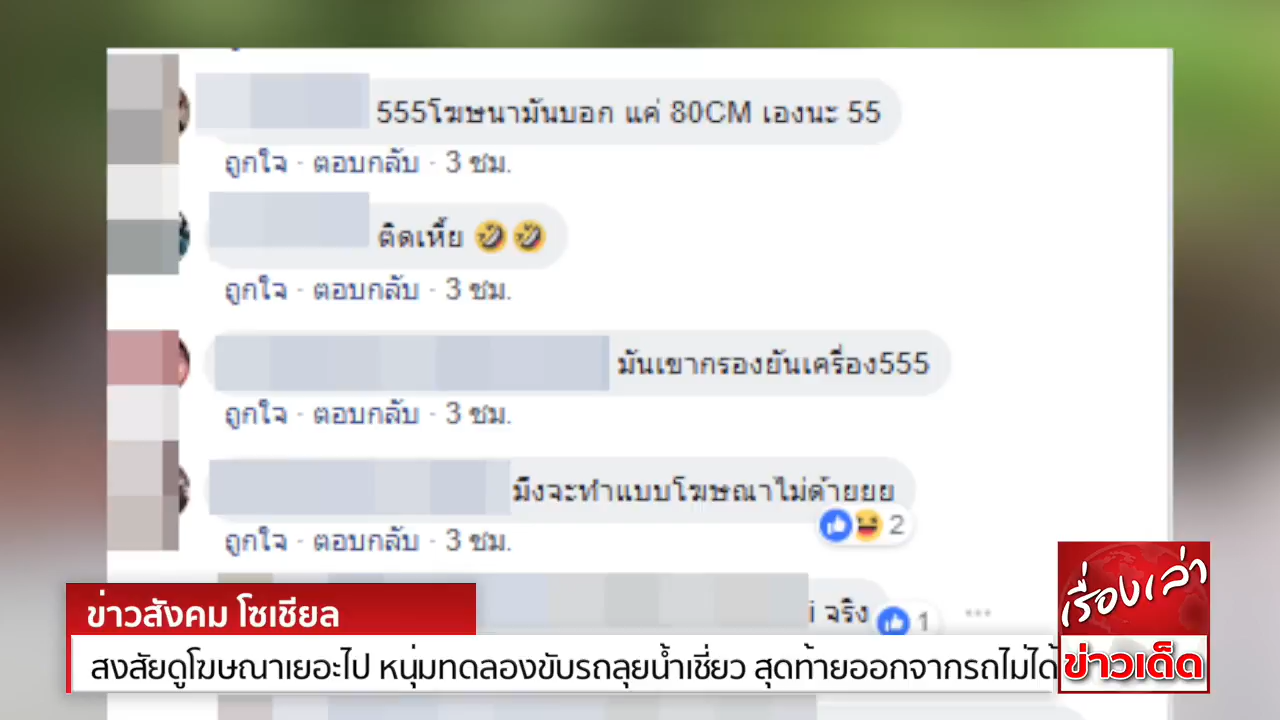 555โฆษนามันบอก แค่ 80CM เองนะ 55
ถูกใจ · ตอบกลับ · 3 ชม.
ติดเหี้ย 🤣🤣
ถูกใจ · ตอบกลับ · 3 ชม.
มันเขากรองยันเครื่อง555
ถูกใจ · ตอบกลับ · 3 ชม.
มึงจะทำแบบโฆษณาไม่ด้ายยย
2
ถูกใจ · ตอบกลับ · 3 ชม.
จริง
1
ข่าวสังคม โซเชียล
สงสัยดูโฆษณาเยอะไป หนุ่มทดลองขับรถลุยน้ำเชี่ยว สุดท้ายออกจากรถไม่ได้
เรื่องเล่า
ข่าวเด็ด